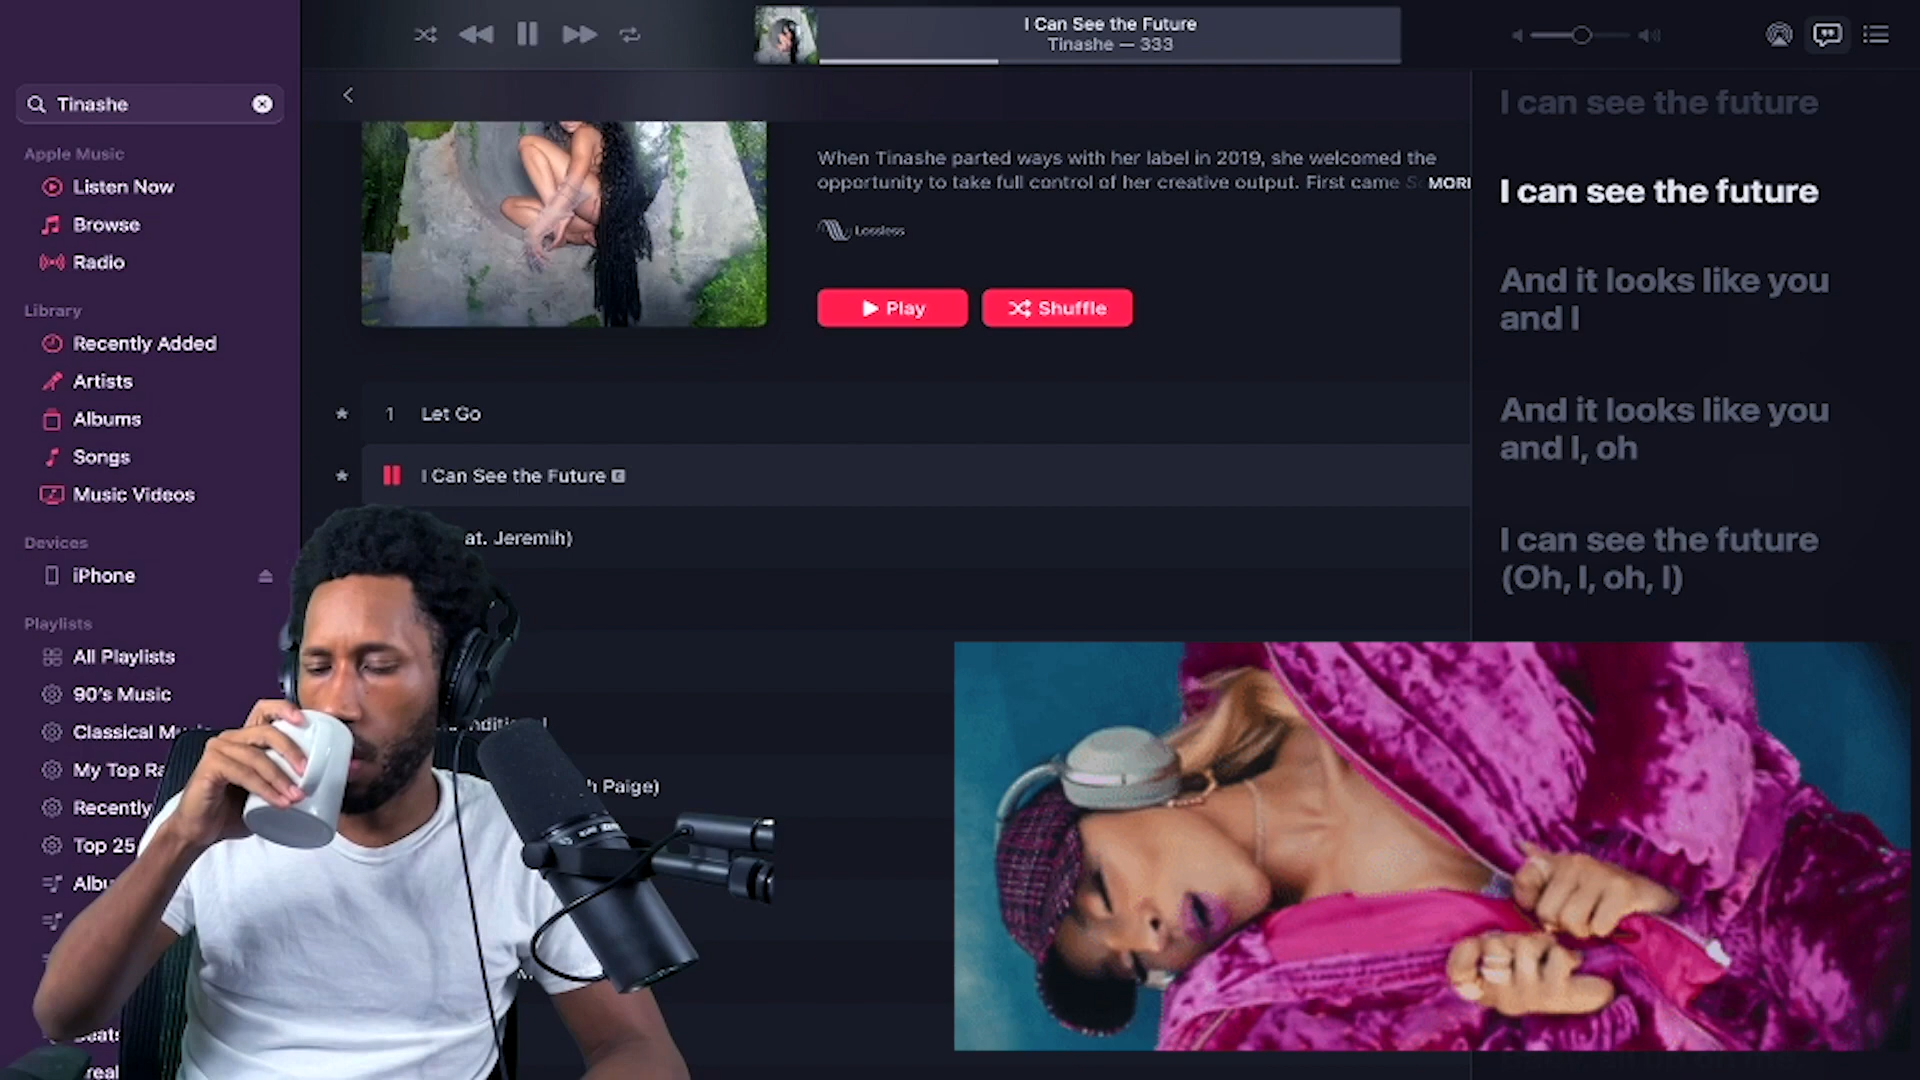 I Can See the Future
Tinashe — 333
Tinashe
Apple Music
Listen Now
Browse
Radio
Library
Recently Added
Artists
Albums
Songs
Music Videos
Devices
iPhone
Playlists
All Playlists
90's Music
Classical
My Top
Recently
Top 25
When Tinashe parted ways with her label in 2019, she welcomed the
opportunity to take full control of her creative output. First came
Lossless
Play
Shuffle
★ 1 Let Go
★ I Can See the Future E
at. Jeremih)
Paige)
I can see the future
I can see the future
And it looks like you
and I
And it looks like you
and I, oh
I can see the future
(Oh, I, oh, I)